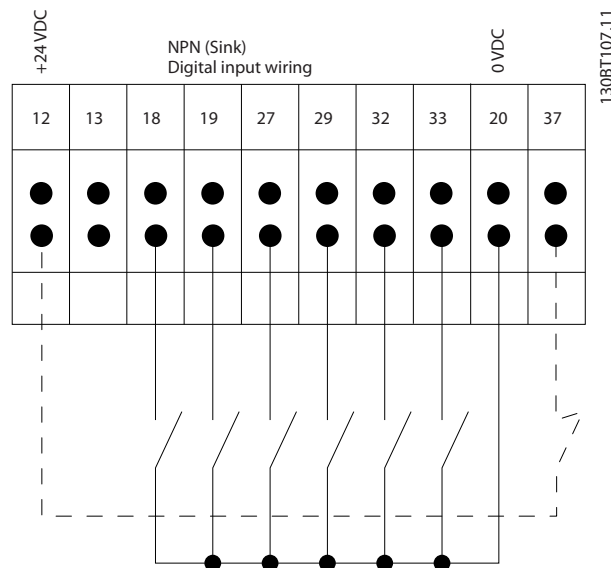 +24 VDC
NPN (Sink)
Digital input wiring
0 VDC
130BT107.11
12 13 18 19 27 29 32 33 20 37